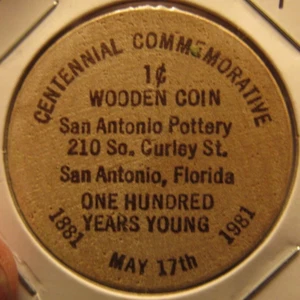 CENTENNIAL COMMEMORATIVE
1¢
WOODEN COIN
San Antonio Pottery
210 So. Curley St.
San Antonio, Florida
ONE HUNDRED
YEARS YOUNG
1881
1981
MAY 17th